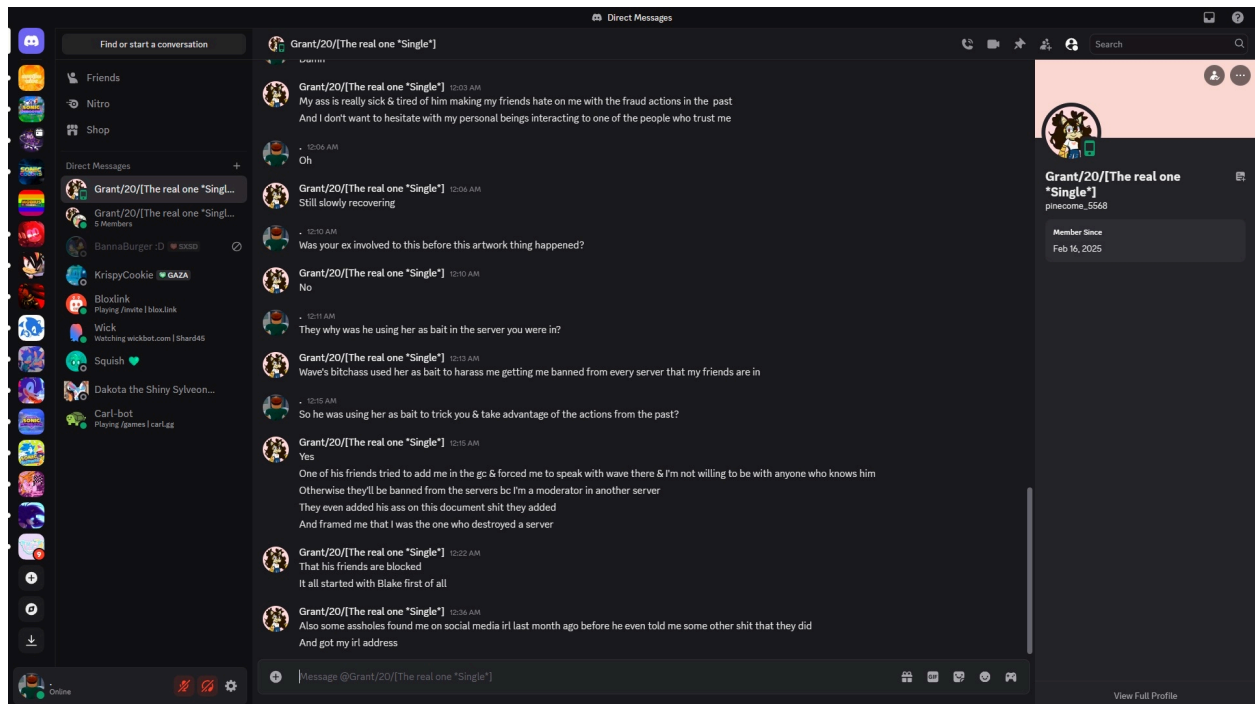 Direct Messages
Find or start a conversation
Friends
Nitro
Shop
Direct Messages
Grant/20/[The real one *Singl...
Grant/20/[The real one *Singl...
5 Members
BannaBurger :D SXSD
KrispyCookie GAZA
Bloxlink
Playing /invite | blox.link
Wick
Watching wickbot.com | Shard45
Squish
Dakota the Shiny Sylveon...
Carl-bot
Playing /games | carl.gg
9
.
Online
Grant/20/[The real one *Single*]
Search
Damn
Grant/20/[The real one *Single*] 12:03 AM
My ass is really sick & tired of him making my friends hate on me with the fraud actions in the past
And I don't want to hesitate with my personal beings interacting to one of the people who trust me
. 12:06 AM
Oh
Grant/20/[The real one *Single*] 12:06 AM
Still slowly recovering
. 12:10 AM
Was your ex involved to this before this artwork thing happened?
Grant/20/[The real one *Single*] 12:10 AM
No
. 12:11 AM
They why was he using her as bait in the server you were in?
Grant/20/[The real one *Single*] 12:13 AM
Wave's bitchass used her as bait to harass me getting me banned from every server that my friends are in
. 12:15 AM
So he was using her as bait to trick you & take advantage of the actions from the past?
Grant/20/[The real one *Single*] 12:15 AM
Yes
One of his friends tried to add me in the gc & forced me to speak with wave there & I'm not willing to be with anyone who knows him
Otherwise they'll be banned from the servers bc I'm a moderator in another server
They even added his ass on this document shit they added
And framed me that I was the one who destroyed a server
Grant/20/[The real one *Single*] 12:22 AM
That his friends are blocked
It all started with Blake first of all
Grant/20/[The real one *Single*] 12:36 AM
Also some assholes found me on social media irl last month ago before he even told me some other shit that they did
And got my irl address
Message @Grant/20/[The real one *Single*]
GIF
Grant/20/[The real one
*Single*]
pinecome_5568
Member Since
Feb 16, 2025
View Full Profile